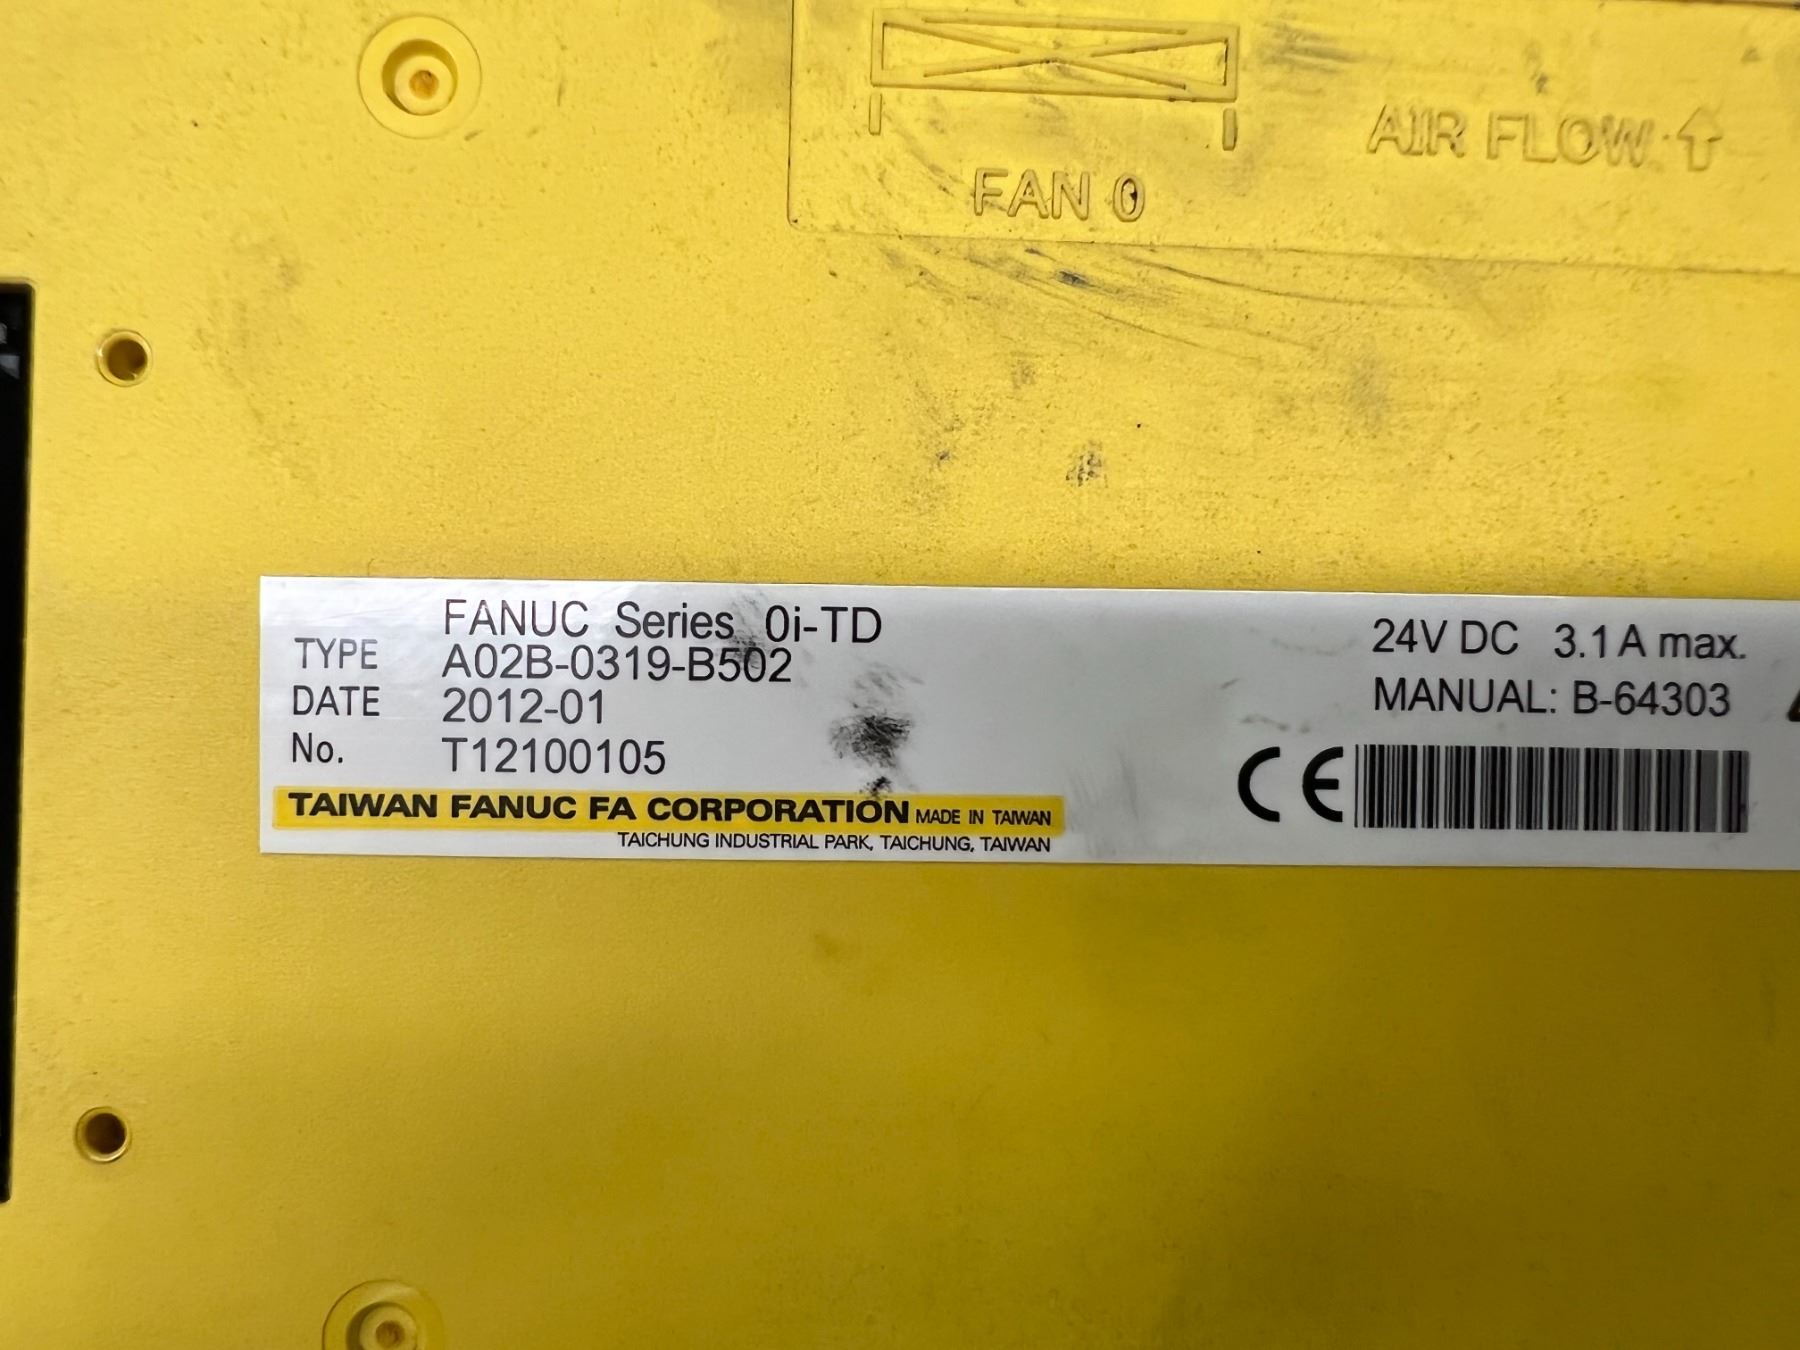 AIR FLOW ↑
FAN 0
FANUC Series 0i-TD
TYPE A02B-0319-B502
DATE 2012-01
No. T12100105
TAIWAN FANUC FA CORPORATION MADE IN TAIWAN
TAICHUNG INDUSTRIAL PARK, TAICHUNG, TAIWAN
24V DC 3.1 A max.
MANUAL: B-64303
CE